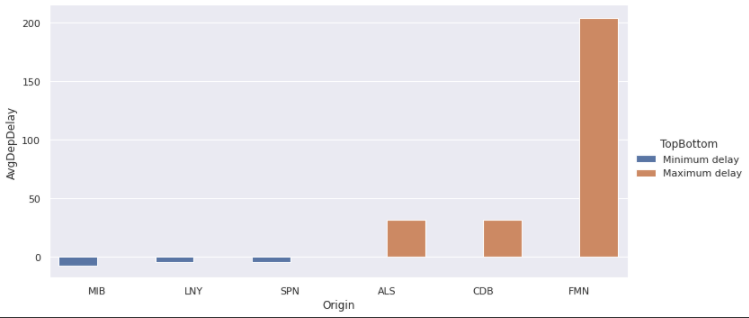 200
150
100
50
0
AvgDepDelay
MIB LNY SPN ALS CDB FMN
Origin
TopBottom
Minimum delay
Maximum delay